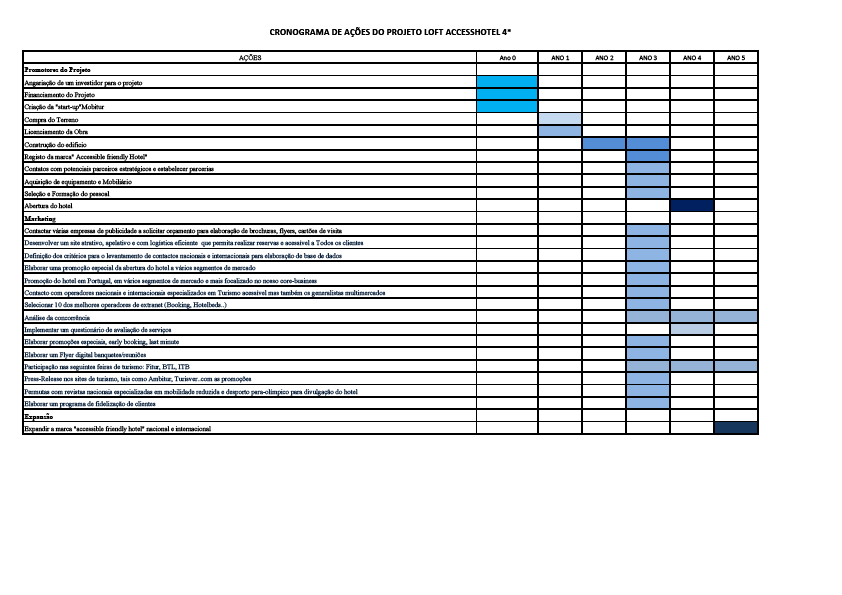 CRONOGRAMA DE AÇÕES DO PROJETO LOFT ACCESSHOTEL 4*
AÇÕES Ano 0 ANO 1 ANO 2 ANO 3 ANO 4 ANO 5
Promotores do Projeto
Angariação de um investidor para o projeto
Financiamento do Projeto
Criação da "start-up"Mobitur
Compra do Terreno
Licenciamento da Obra
Construção do edificio
Registo da marca" Accessible friendly Hotel"
Contatos com potenciais parceiros estratégicos e estabelecer parcerias
Aquisição de equipamento e Mobiliário
Seleção e Formação do pessoal
Abertura do hotel
Marketing
Contactar várias empresas de publicidade a solicitar orçamento para elaboração de brochuras, flyers, cartões de visita
Desenvolver um site atrativo, apelativo e com logística eficiente que permita realizar reservas e acessível a Todos os clientes
Definição dos critérios para o levantamento de contactos nacionais e internacionais para elaboração de base de dados
Elaborar uma promoção especial da abertura do hotel a vários segmentos de mercado
Promoção do hotel em Portugal, em vários segmentos de mercado e mais focalizado no nosso core-business
Contacto com operadores nacionais e internacionais especializados em Turismo acessível mas também os generalistas multimercados
Selecionar 10 dos melhores operadores de extranet (Booking, Hotelbeds..)
Análise da concorrência
Implementar um questionário de avaliação de serviços
Elaborar promoções especiais, early booking, last minute
Elaborar um Flyer digital banquetes/reuniões
Participação nas seguintes feiras de turismo: Fitur, BTL, ITB
Press-Release nos sites de turismo, tais como Ambitur, Turisver..com as promoções
Permutas com revistas nacionais especializadas em mobilidade reduzida e desporto para-olímpico para divulgação do hotel
Elaborar um programa de fidelização de clientes
Expansão
Expandir a marca "accessible friendly hotel" nacional e internacional